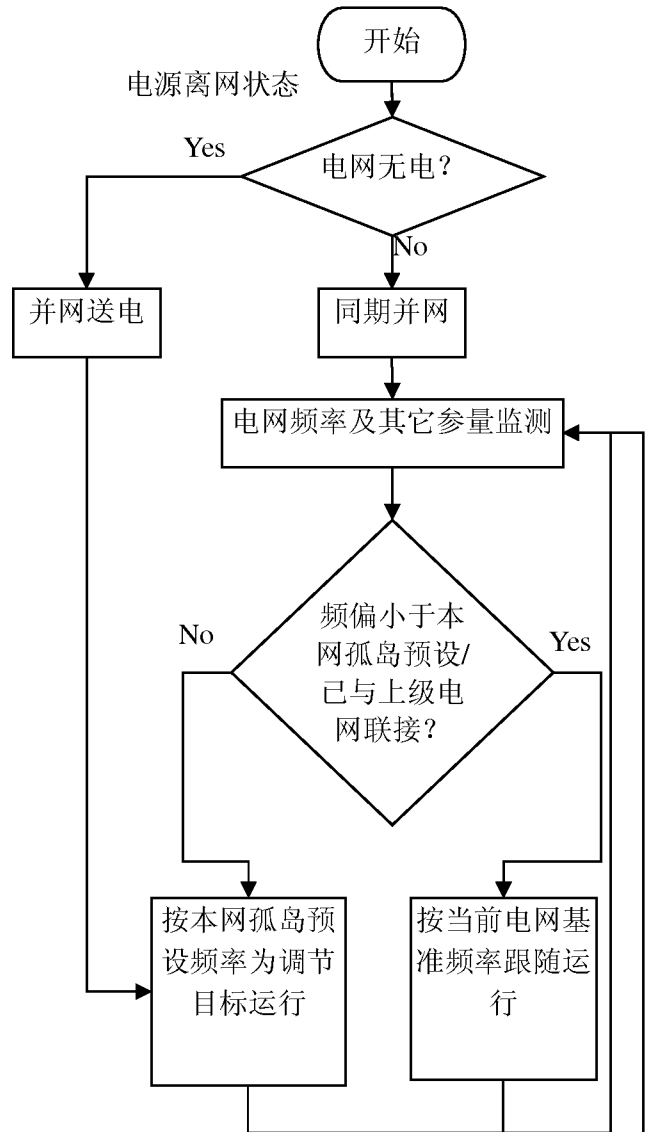 开始
电源离网状态
Yes
电网无电？
No
并网送电
同期并网
电网频率及其它参量监测
No
频偏小于本
网孤岛预设/
已与上级电
网联接？
Yes
按本网孤岛预
设频率为调节
目标运行
按当前电网基
准频率跟随运
行